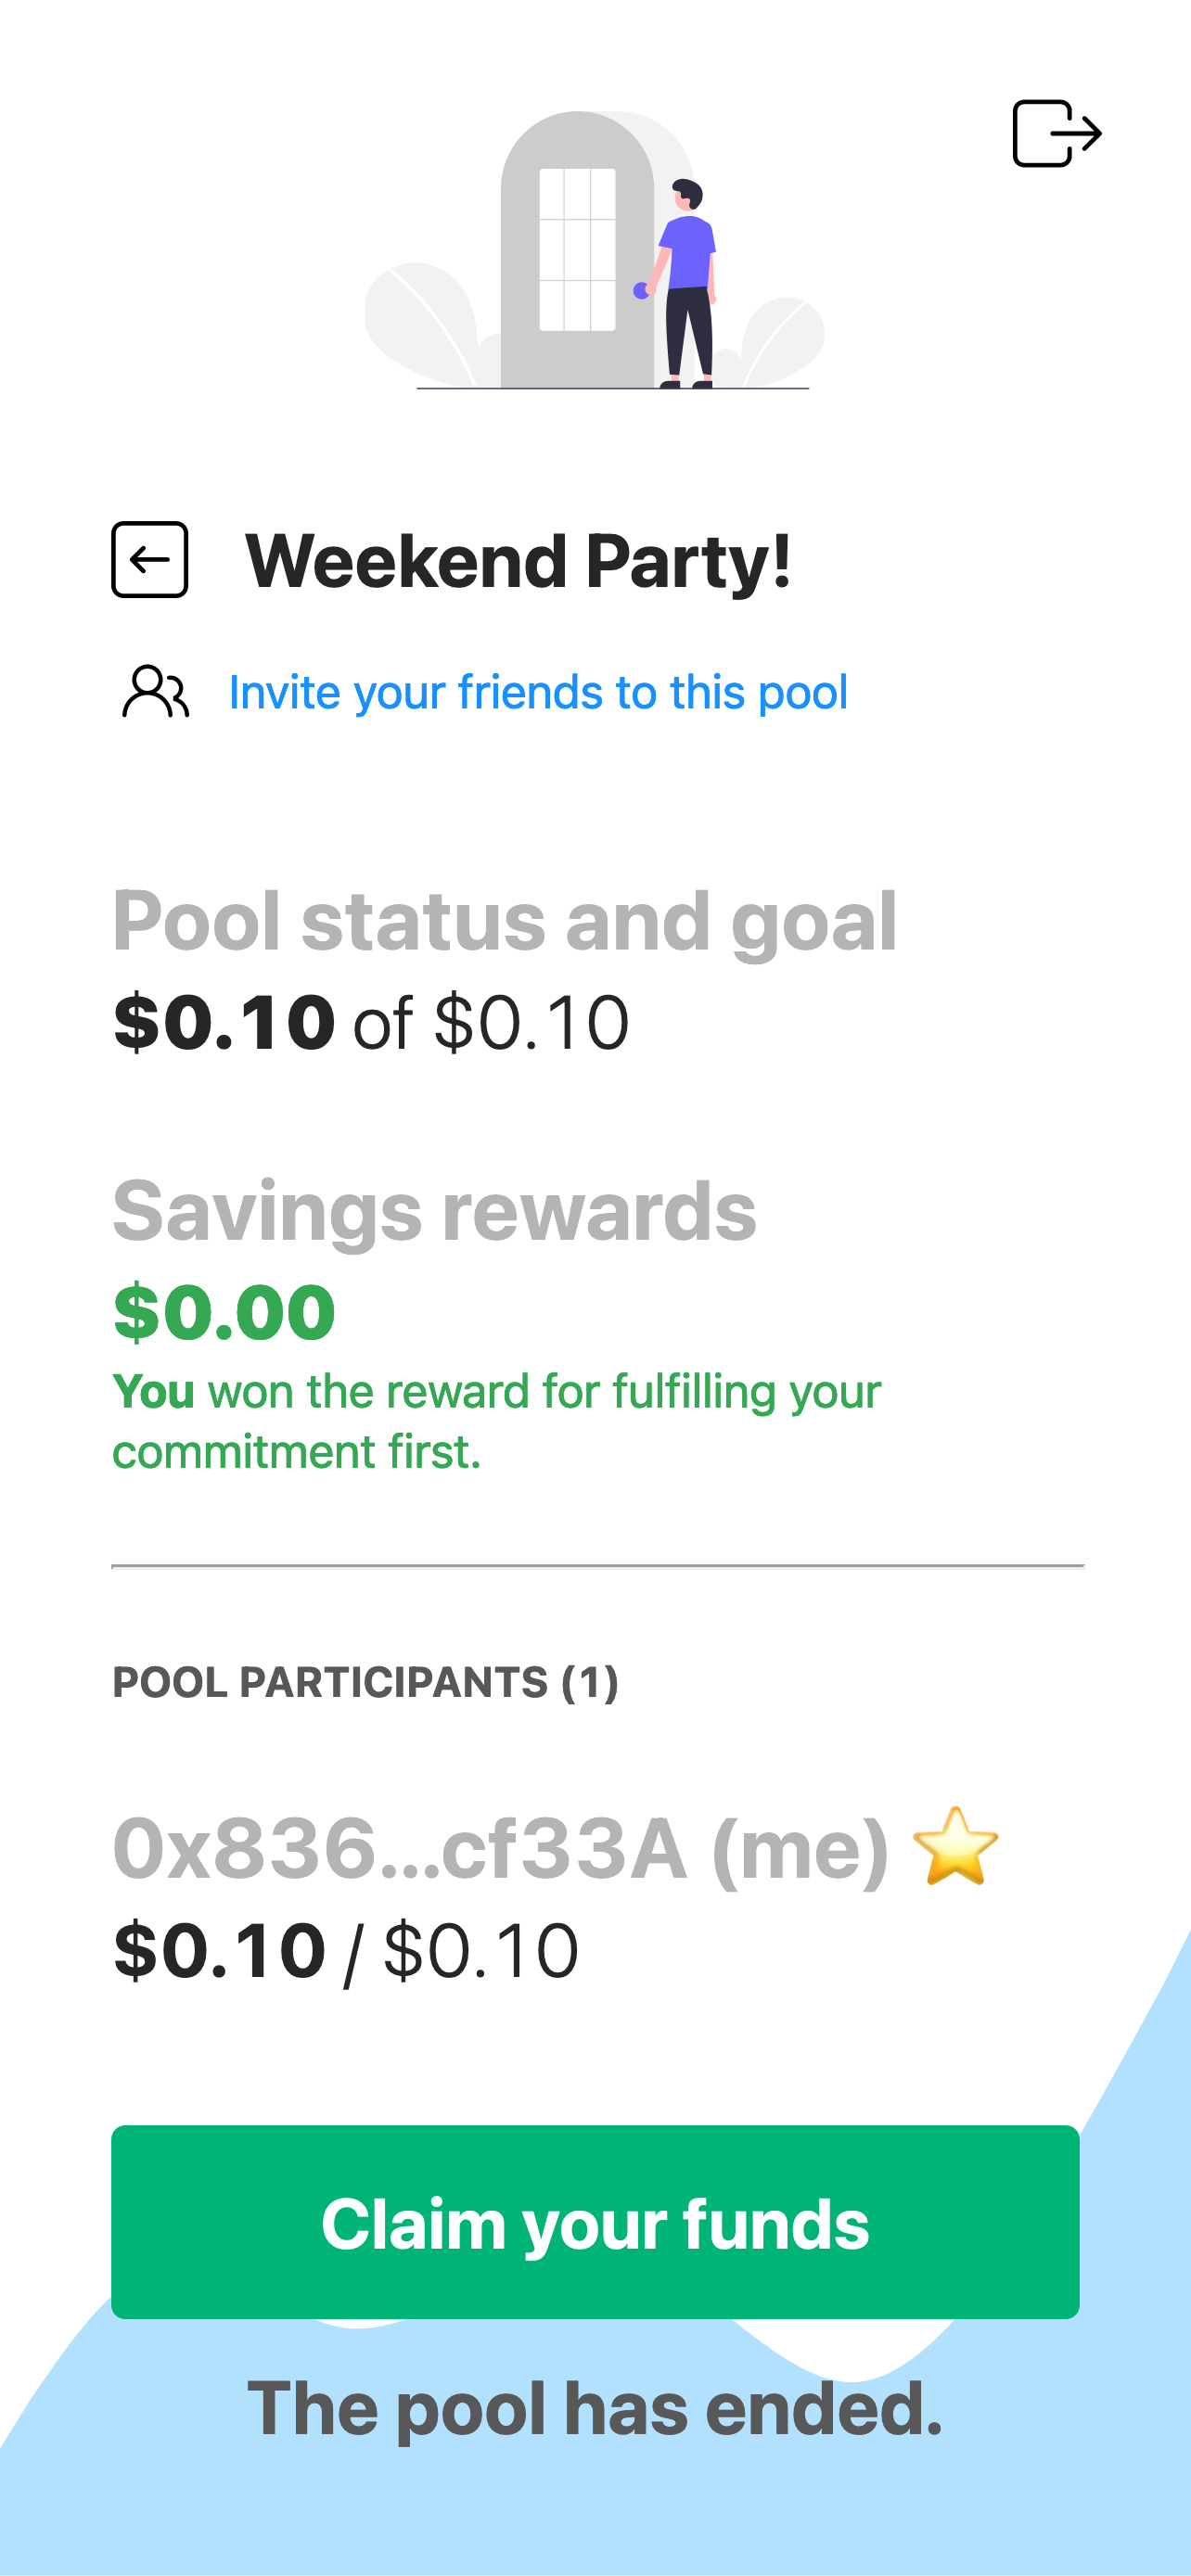 Weekend Party!
Invite your friends to this pool
Pool status and goal
$0.10 of $0.10
Savings rewards
$0.00
You won the reward for fulfilling your
commitment first.
POOL PARTICIPANTS (1)
0x836...cf33A (me) ⭐
$0.10 / $0.10
Claim your funds
The pool has ended.